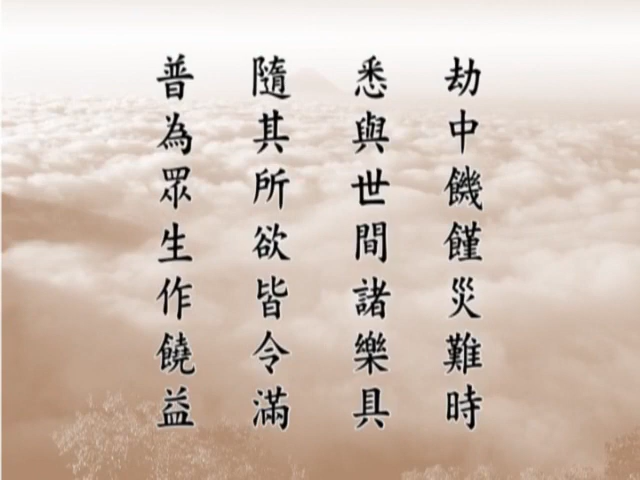 劫中饑饉災難時
悉與世間諸樂具
隨其所欲皆令滿
普為眾生作饒益